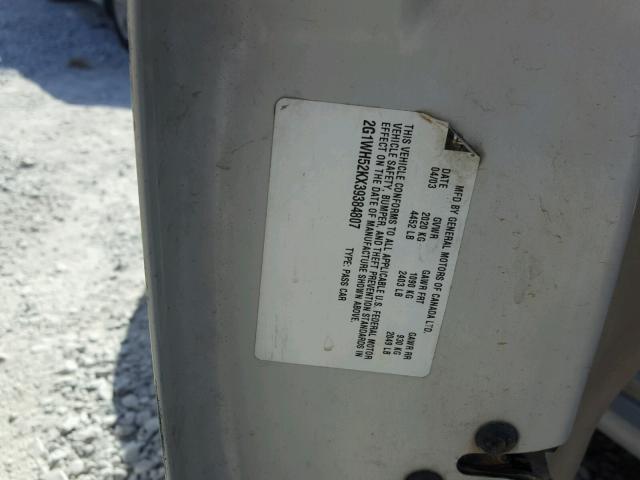 MFD BY GENERAL MOTORS OF CANADA LTD.
DATE GVWR GAWR FRT GAWR RR
04/03 2020 KG 1090 KG 930 KG
4452 LB 2403 LB 2049 LB
THIS VEHICLE CONFORMS TO ALL APPLICABLE U.S. FEDERAL MOTOR
VEHICLE SAFETY, BUMPER, AND THEFT PREVENTION STANDARDS IN
EFFECT ON THE DATE OF MANUFACTURE SHOWN ABOVE.
2G1WH52KX39384807 TYPE: PASS CAR